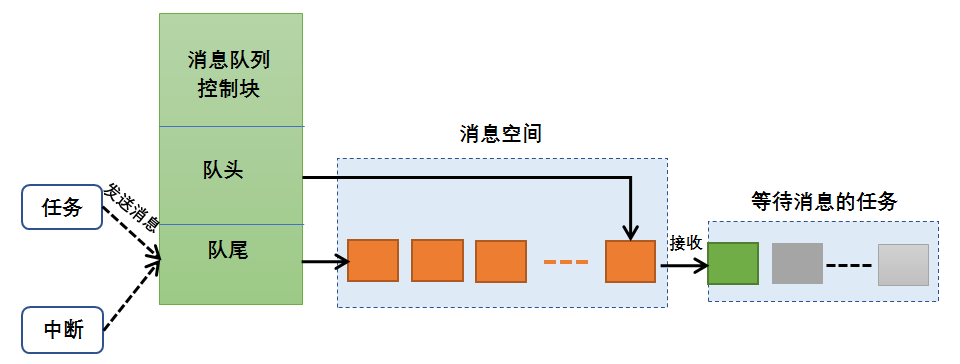 消息队列
控制块
队头
队尾
任务
发送消息
中断
消息空间
接收
等待消息的任务